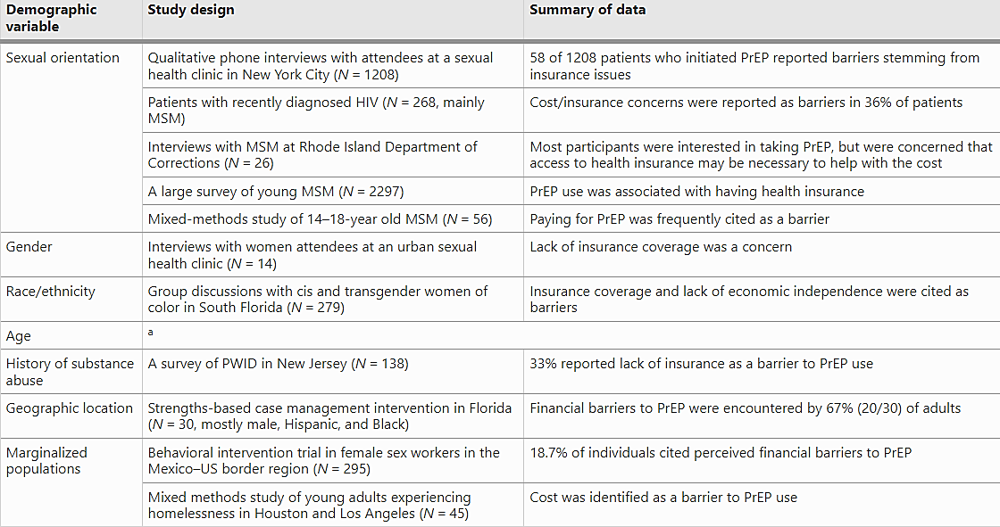 Demographic variable	Study design	Summary of data
Sexual orientation	Qualitative phone interviews with attendees at a sexual health clinic in New York City (N = 1208)	58 of 1208 patients who initiated PrEP reported barriers stemming from insurance issues
Patients with recently diagnosed HIV (N = 268, mainly MSM)	Cost/insurance concerns were reported as barriers in 36% of patients
Interviews with MSM at Rhode Island Department of Corrections (N = 26)	Most participants were interested in taking PrEP, but were concerned that access to health insurance may be necessary to help with the cost
A large survey of young MSM (N = 2297)	PrEP use was associated with having health insurance
Mixed-methods study of 14–18-year old MSM (N = 56)	Paying for PrEP was frequently cited as a barrier
Gender	Interviews with women attendees at an urban sexual health clinic (N = 14)	Lack of insurance coverage was a concern
Race/ethnicity	Group discussions with cis and transgender women of color in South Florida (N = 279)	Insurance coverage and lack of economic independence were cited as barriers
Age	a
History of substance abuse	A survey of PWID in New Jersey (N = 138)	33% reported lack of insurance as a barrier to PrEP use
Geographic location	Strengths-based case management intervention in Florida (N = 30, mostly male, Hispanic, and Black)	Financial barriers to PrEP were encountered by 67% (20/30) of adults
Marginalized populations	Behavioral intervention trial in female sex workers in the Mexico–US border region (N = 295)	18.7% of individuals cited perceived financial barriers to PrEP
Mixed methods study of young adults experiencing homelessness in Houston and Los Angeles (N = 45)	Cost was identified as a barrier to PrEP use